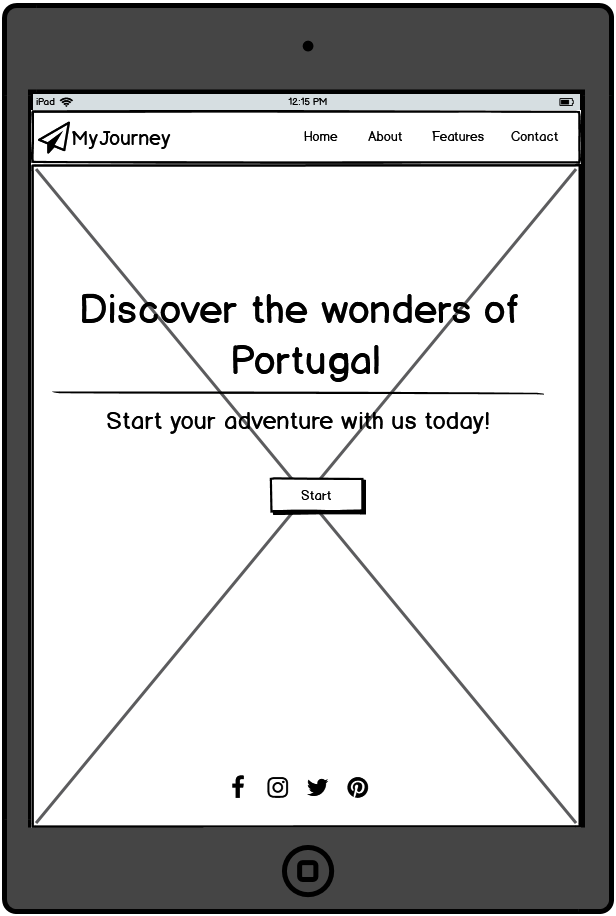 iPad 12:15 PM
MyJourney Home About Features Contact
Discover the wonders of
Portugal
Start your adventure with us today!
Start